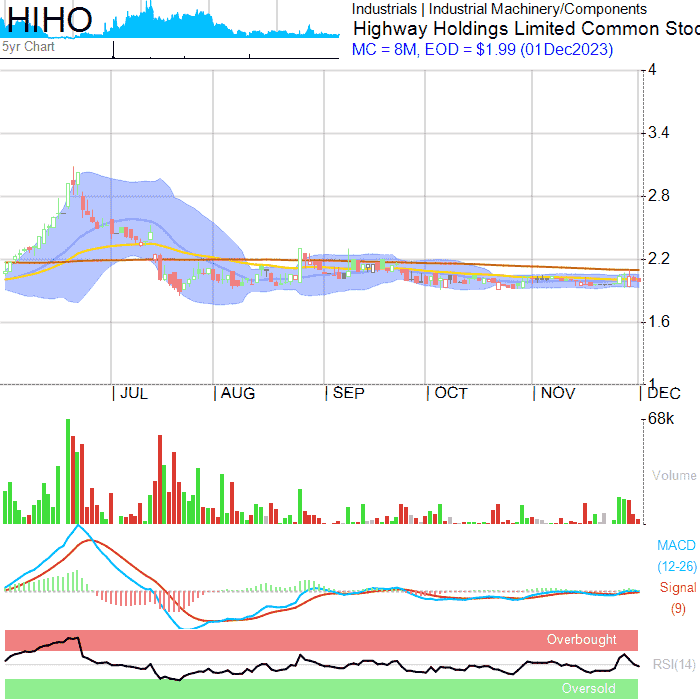 HIHO
5yr Chart
Industrials | Industrial Machinery/Components
Highway Holdings Limited Common Stoc
MC = 8M, EOD = $1.99 (01Dec2023)
4
3.4
2.8
2.2
1.6
1
JUL AUG SEP OCT NOV DEC
68k
Volume
MACD
(12-26)
Signal
(9)
Overbought
RSI(14)
Oversold